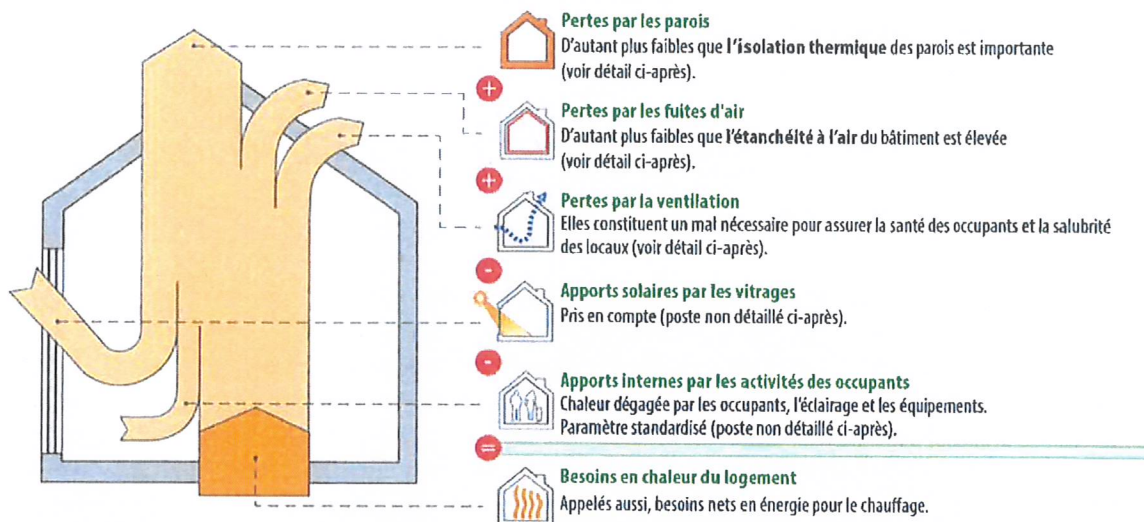 Pertes par les parois
D'autant plus faibles que l'isolation thermique des parois est importante
(voir détail ci-après).
+
Pertes par les fuites d'air
D'autant plus faibles que l'étanchéité à l'air du bâtiment est élevée
(voir détail ci-après).
+
Pertes par la ventilation
Elles constituent un mal nécessaire pour assurer la santé des occupants et la salubrité
des locaux (voir détail ci-après).
-
Apports solaires par les vitrages
Pris en compte (poste non détaillé ci-après).
-
Apports internes par les activités des occupants
Chaleur dégagée par les occupants, l'éclairage et les équipements.
Paramètre standardisé (poste non détaillé ci-après).
=
Besoins en chaleur du logement
Appelés aussi, besoins nets en énergie pour le chauffage.